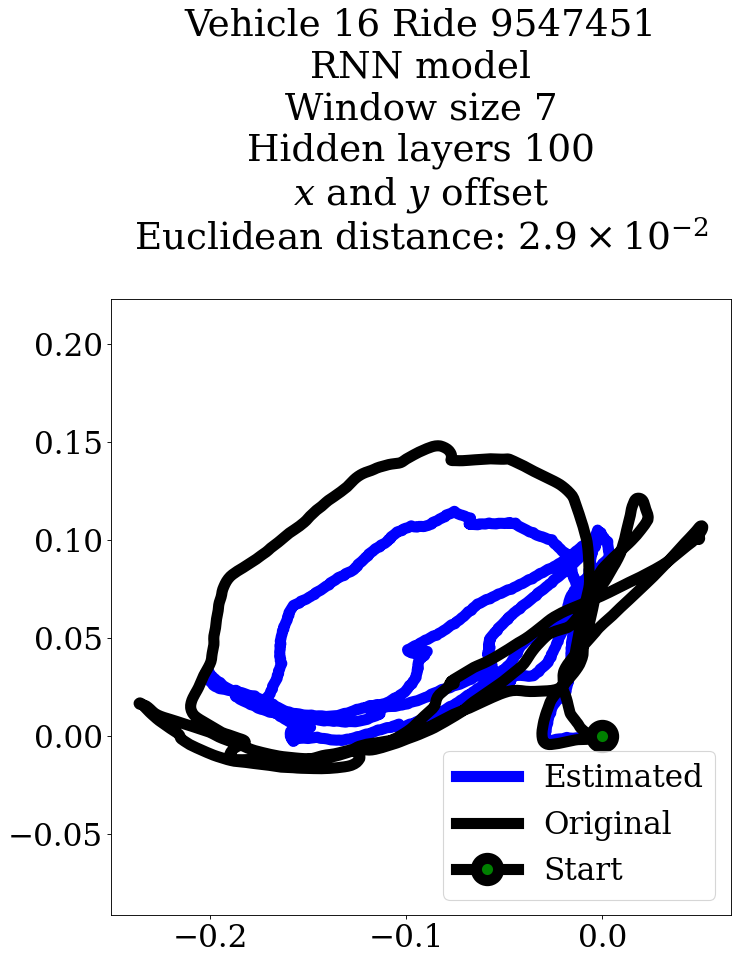 Vehicle 16 Ride 9547451
RNN model
Window size 7
Hidden layers 100
x and y offset
Euclidean distance: 2.9 × 10⁻²
0.20
0.15
0.10
0.05
0.00
−0.05
−0.2
−0.1
0.0
Estimated
Original
Start